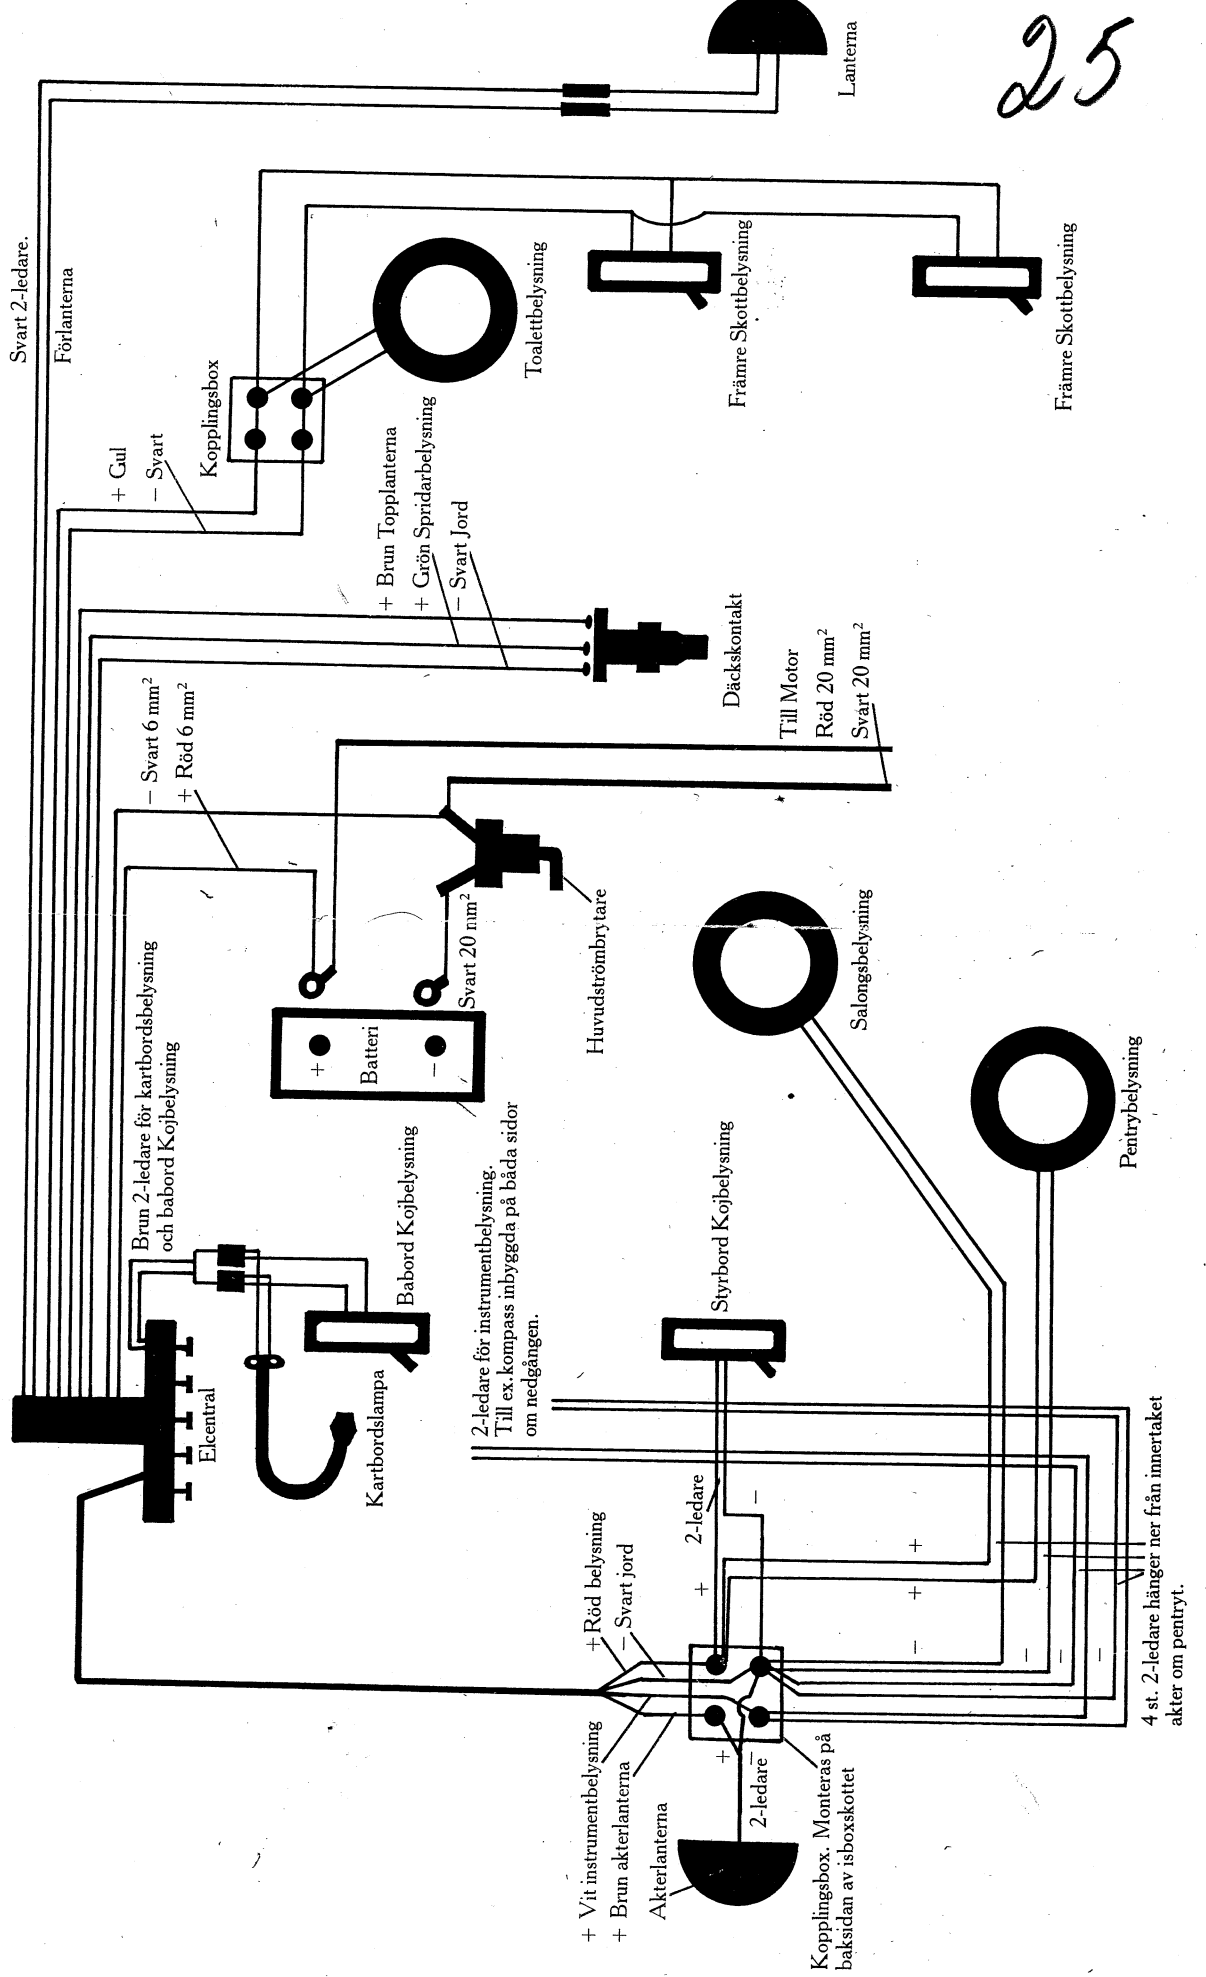 25
Svart 2-ledare.
Förlanterna
Lanterna
+ Gul
− Svart
Kopplingsbox
Toalettbelysning
Främre Skottbelysning
Främre Skottbelysning
+ Brun Topplanterna
+ Grön Spridarbelysning
− Svart Jord
Däckskontakt
− Svart 6 mm²
+ Röd 6 mm²
Till Motor
Röd 20 mm²
Svart 20 mm²
Svart 20 mm²
Huvudströmbrytare
+
Batteri
−
Brun 2-ledare för kartbordsbelysning
och babord Kojbelysning
Babord Kojbelysning
Elcentral
Kartbordslampa
2-ledare för instrumentbelysning.
Till ex. kompass inbyggda på båda sidor
om nedgången.
Salongsbelysning
Pentrybelysning
Styrbord Kojbelysning
2-ledare
+
−
+
+
−
−
−
−
+Röd belysning
− Svart jord
+ Vit instrumentbelysning
+ Brun akterlanterna
Akterlanterna
+
−
2-ledare
Kopplingsbox. Monteras på
baksidan av isboxskottet
4 st. 2-ledare hänger ner från innertaket
akter om pentryt.